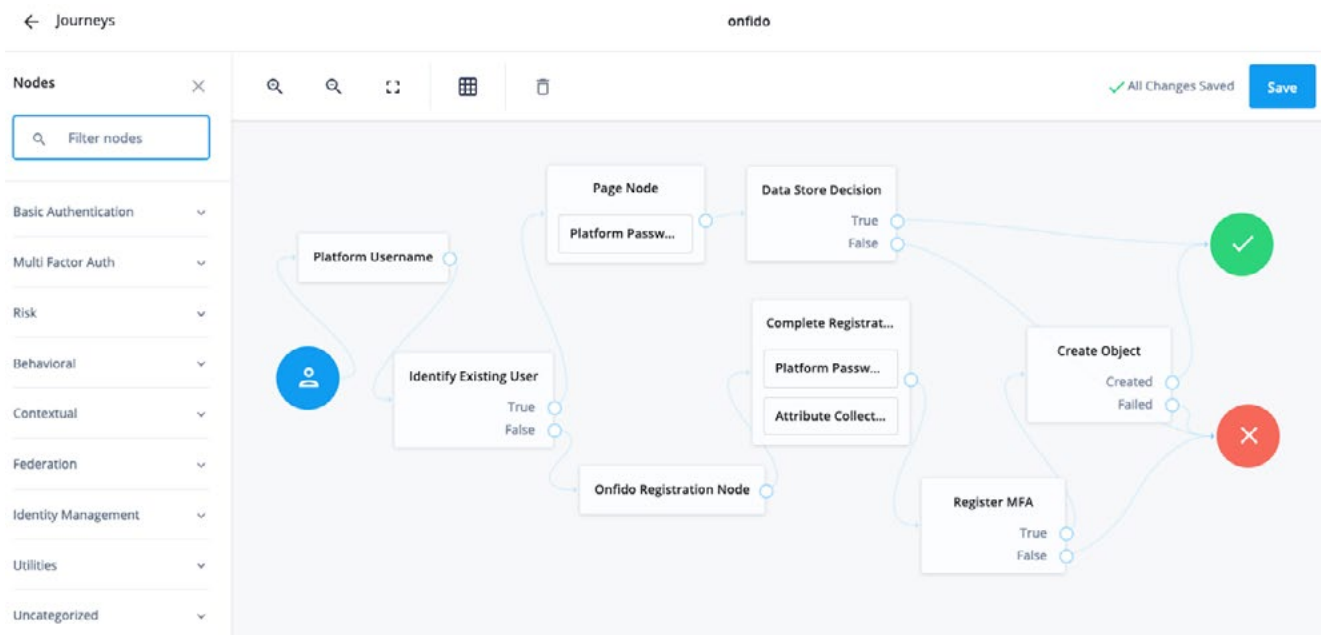 Journeys
onfido
Nodes
Filter nodes
Basic Authentication
Multi Factor Auth
Risk
Behavioral
Contextual
Federation
Identity Management
Utilities
Uncategorized
All Changes Saved
Save
Platform Username
Identify Existing User
True
False
Page Node
Platform Passw...
Data Store Decision
True
False
Onfido Registration Node
Complete Registrat...
Platform Passw...
Attribute Collect...
Register MFA
True
False
Create Object
Created
Failed